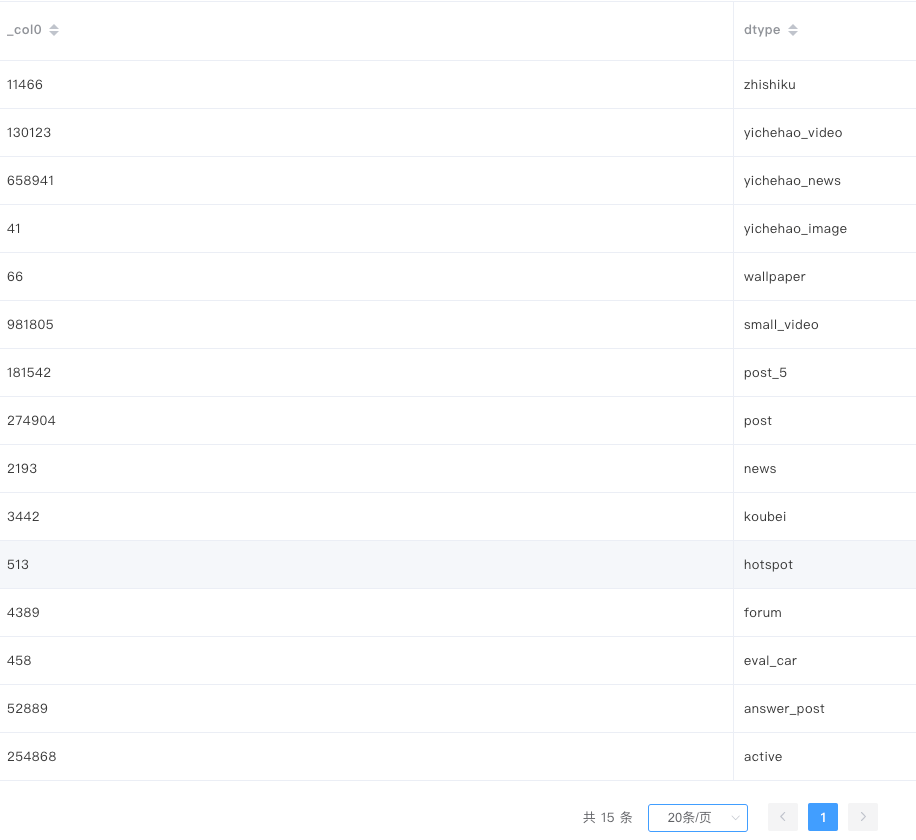 _col0 dtype
11466 zhishiku
130123 yichehao_video
658941 yichehao_news
41 yichehao_image
66 wallpaper
981805 small_video
181542 post_5
274904 post
2193 news
3442 koubei
513 hotspot
4389 forum
458 eval_car
52889 answer_post
254868 active
共 15 条 20条/页 1